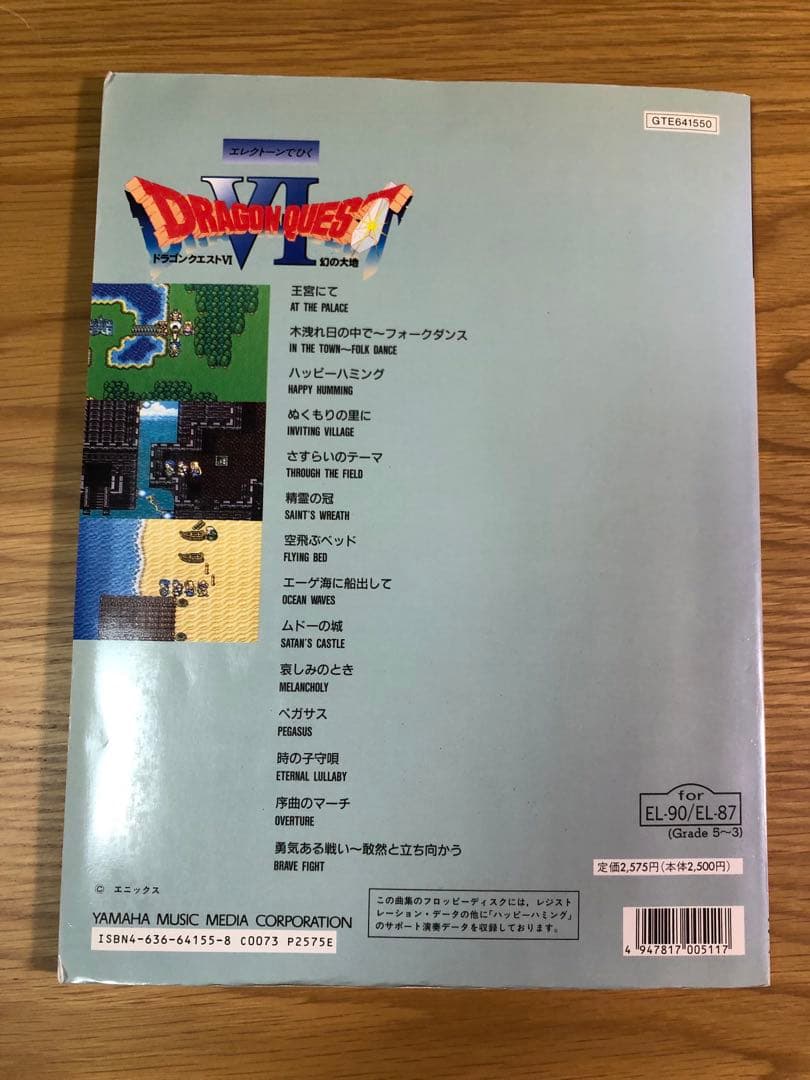 GTE641550
エレクトーンでひく
DRAGON QUEST
VI
ドラゴンクエストVI 幻の大地
王宮にて
AT THE PALACE
木洩れ日の中で〜フォークダンス
IN THE TOWN〜FOLK DANCE
ハッピーハミング
HAPPY HUMMING
ぬくもりの里に
INVITING VILLAGE
さすらいのテーマ
THROUGH THE FIELD
精霊の冠
SAINT'S WREATH
空飛ぶベッド
FLYING BED
エーゲ海に船出して
OCEAN WAVES
ムドーの城
SATAN'S CASTLE
哀しみのとき
MELANCHOLY
ペガサス
PEGASUS
時の子守唄
ETERNAL LULLABY
序曲のマーチ
OVERTURE
勇気ある戦い〜敢然と立ち向かう
BRAVE FIGHT
for
EL-90/EL-87
(Grade 5〜3)
定価2,575円(本体2,500円)
© エニックス
YAMAHA MUSIC MEDIA CORPORATION
ISBN4-636-64155-8 C0073 P2575E
この曲集のフロッピーディスクには，レジスト
レーション・データの他に「ハッピーハミング」
のサポート演奏データを収録しております。
4 947817 005117